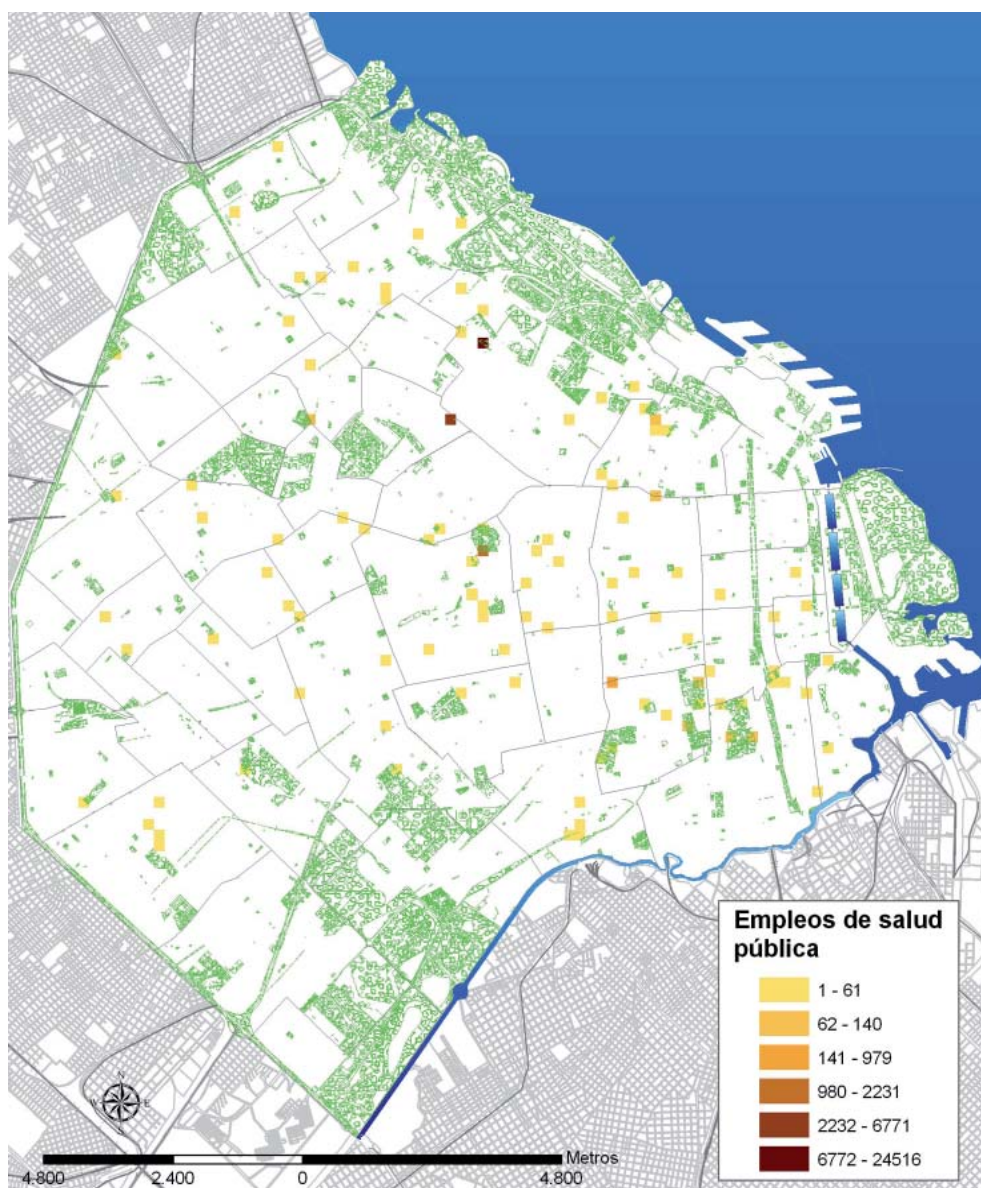 Empleos de salud
pública
1 - 61
62 - 140
141 - 979
980 - 2231
2232 - 6771
6772 - 24516
N
W E
S
Metros
4.800 2.400 0 4.800